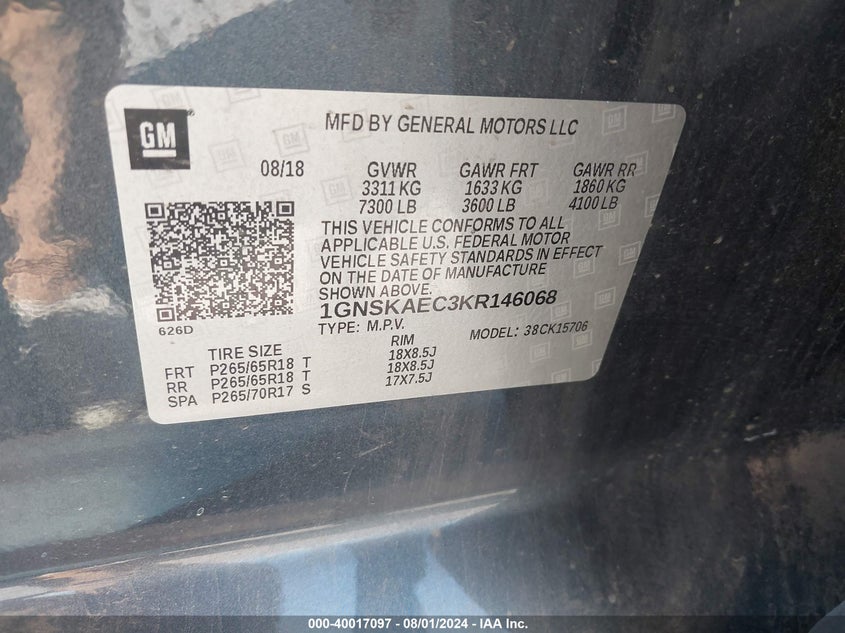 GM
MFD BY GENERAL MOTORS LLC
08/18 GVWR GAWR FRT GAWR RR
3311 KG 1633 KG 1860 KG
7300 LB 3600 LB 4100 LB
THIS VEHICLE CONFORMS TO ALL
APPLICABLE U.S. FEDERAL MOTOR
VEHICLE SAFETY STANDARDS IN EFFECT
ON THE DATE OF MANUFACTURE
SHOWN ABOVE.
1GNSKAEC3KR146068
626D TYPE: M.P.V. MODEL: 38CK15706
TIRE SIZE RIM
FRT P265/65R18 T 18X8.5J
RR P265/65R18 T 18X8.5J
SPA P265/70R17 S 17X7.5J
000-40017097 - 08/01/2024 - IAA Inc.